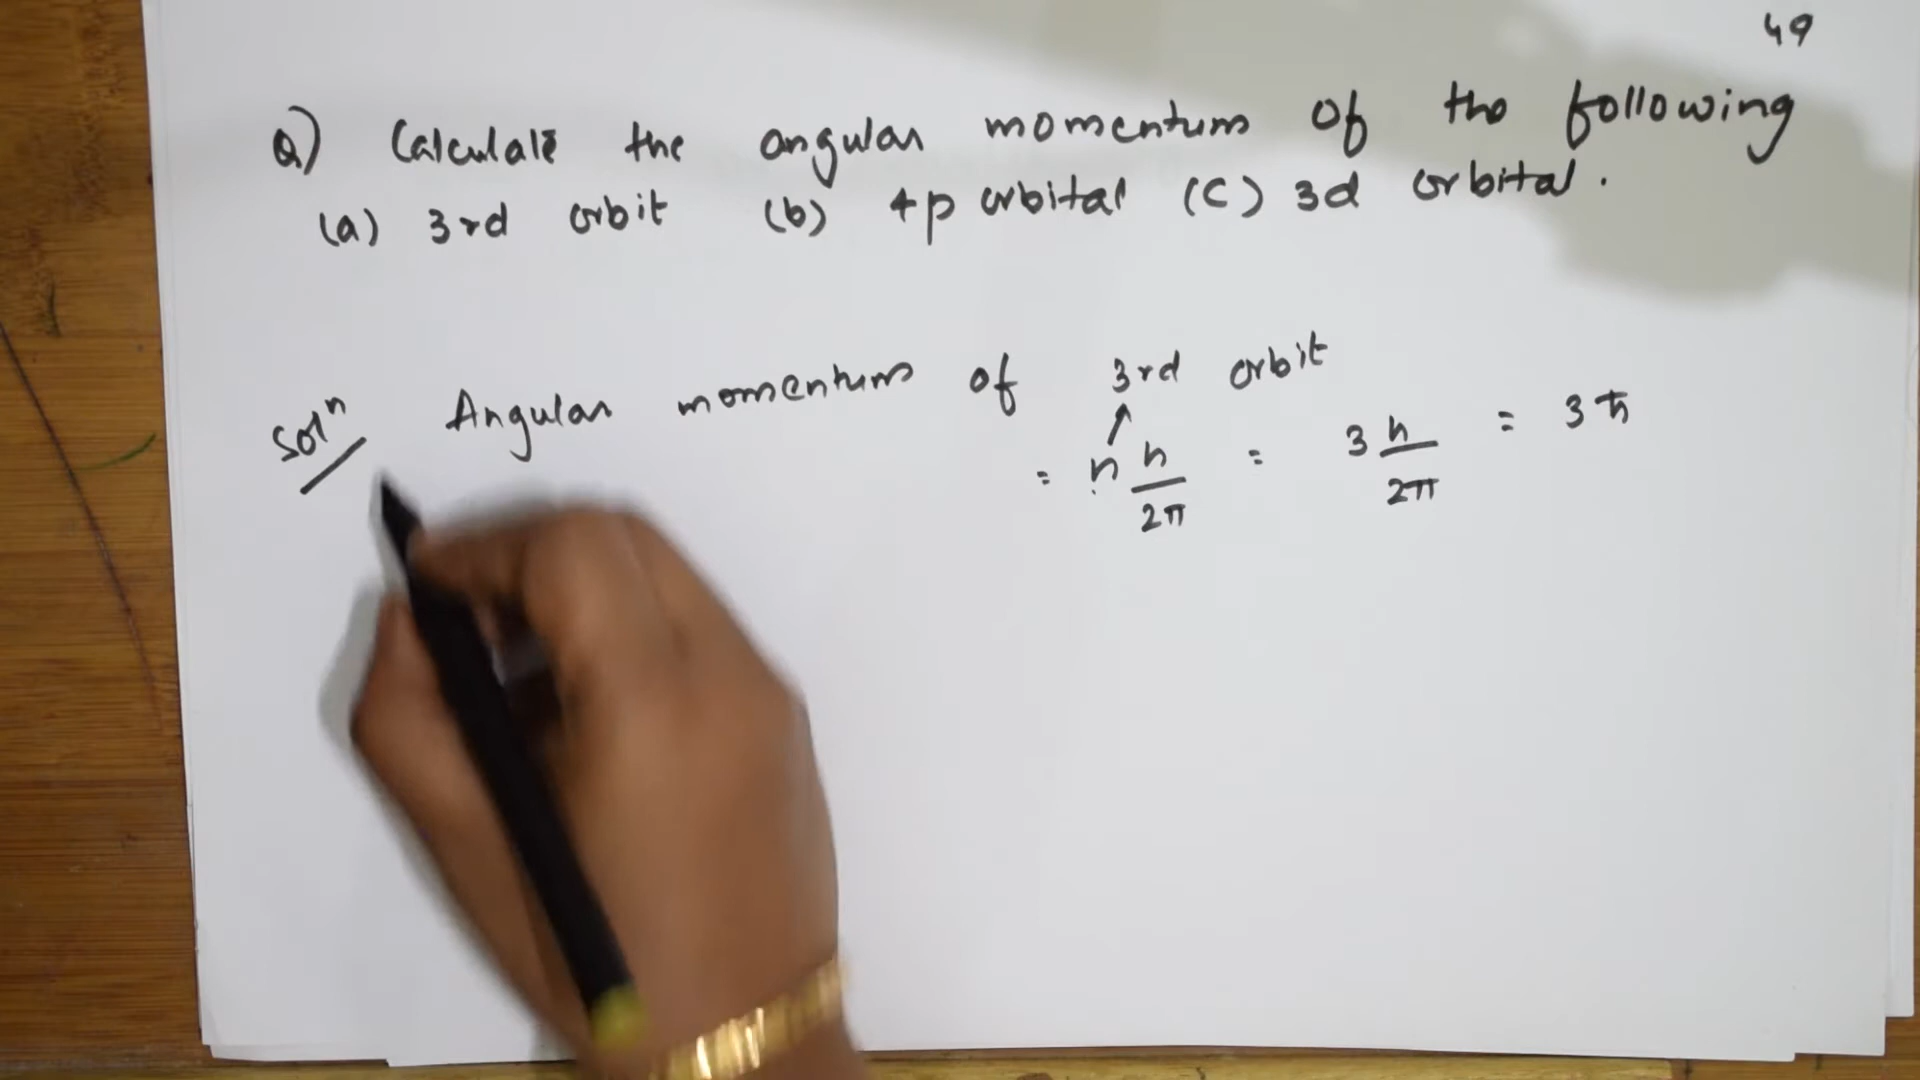 49
Q) Calculate the angular momentum of the following
(a) 3rd orbit (b) 4p orbital (c) 3d orbital.
Solⁿ Angular momentum of 3rd orbit
= n h/2π = 3 h/2π = 3ħ